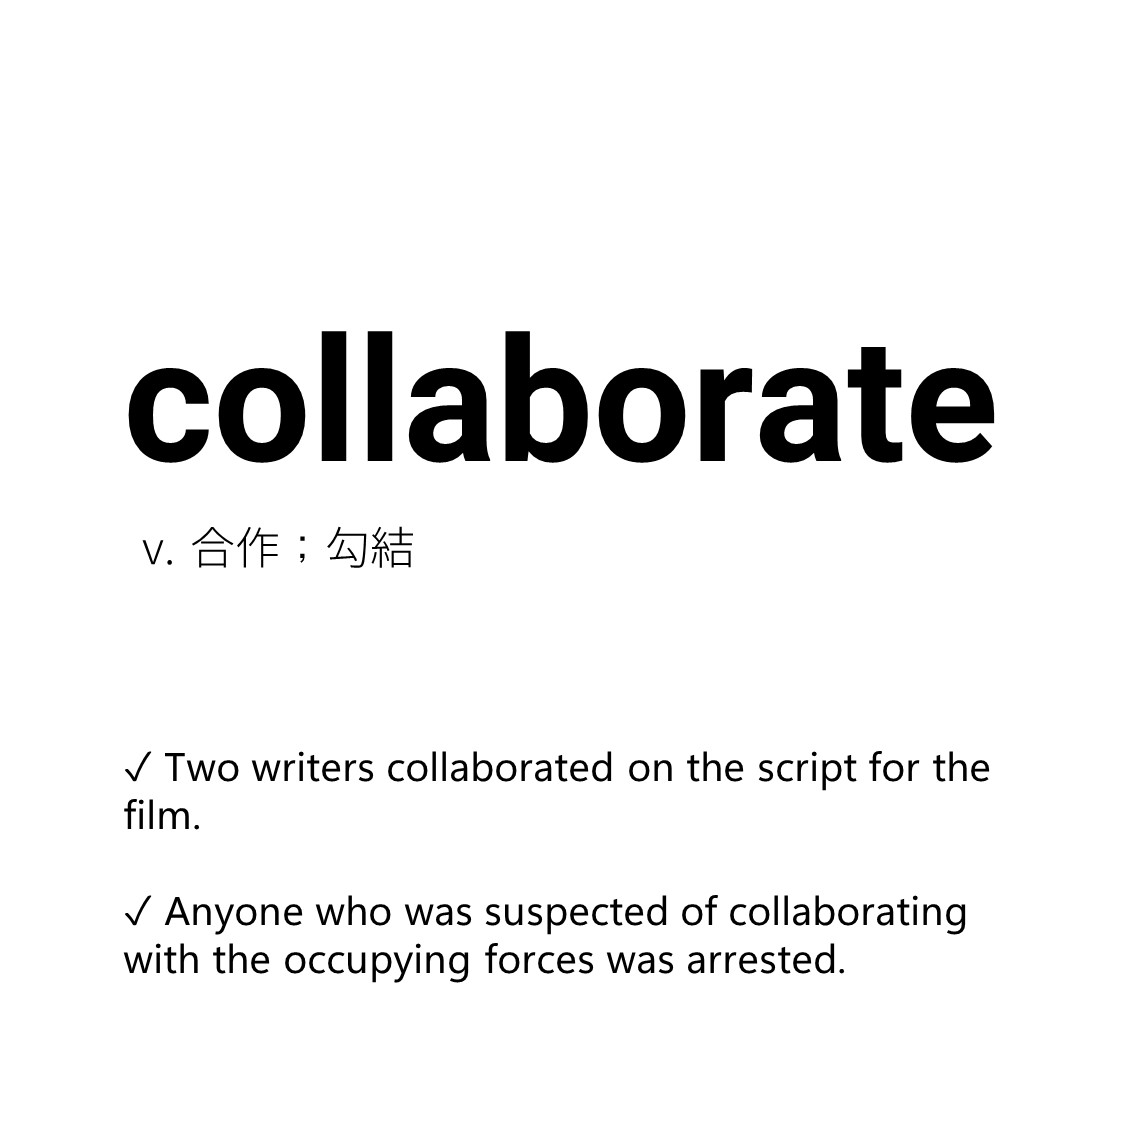 collaborate
v. 合作；勾結
✓ Two writers collaborated on the script for the
film.
✓ Anyone who was suspected of collaborating
with the occupying forces was arrested.